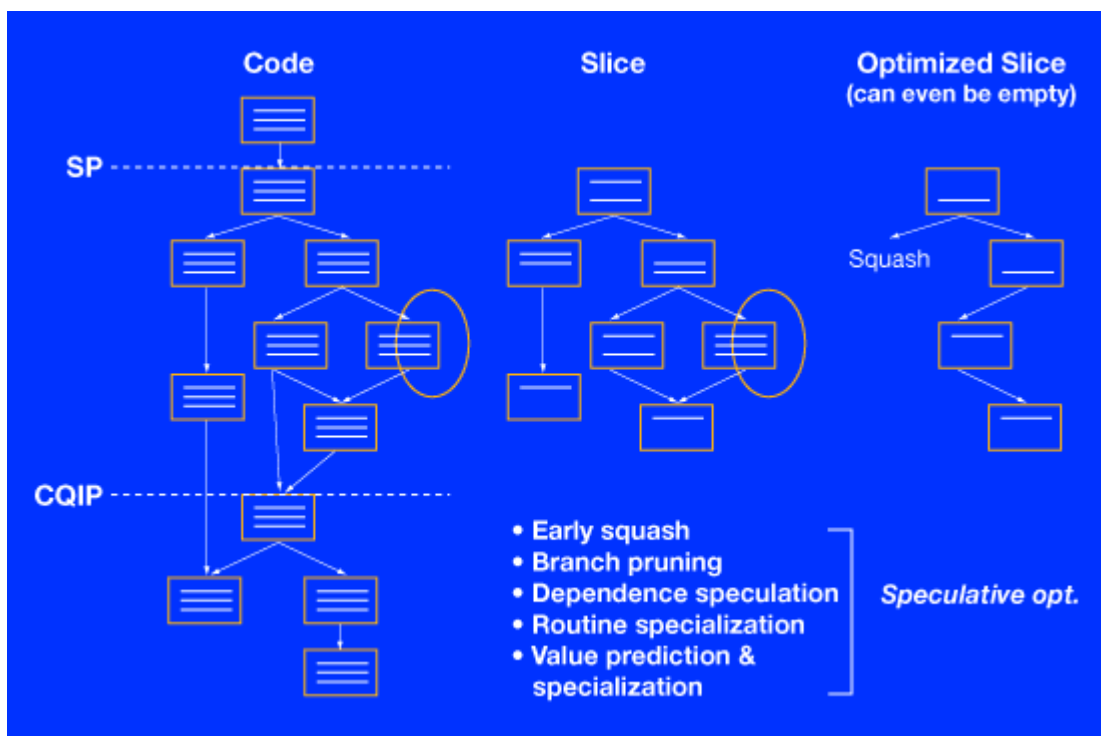 Code
Slice
Optimized Slice
(can even be empty)
SP
Squash
CQIP
• Early squash
• Branch pruning
• Dependence speculation
• Routine specialization
• Value prediction &
specialization
Speculative opt.